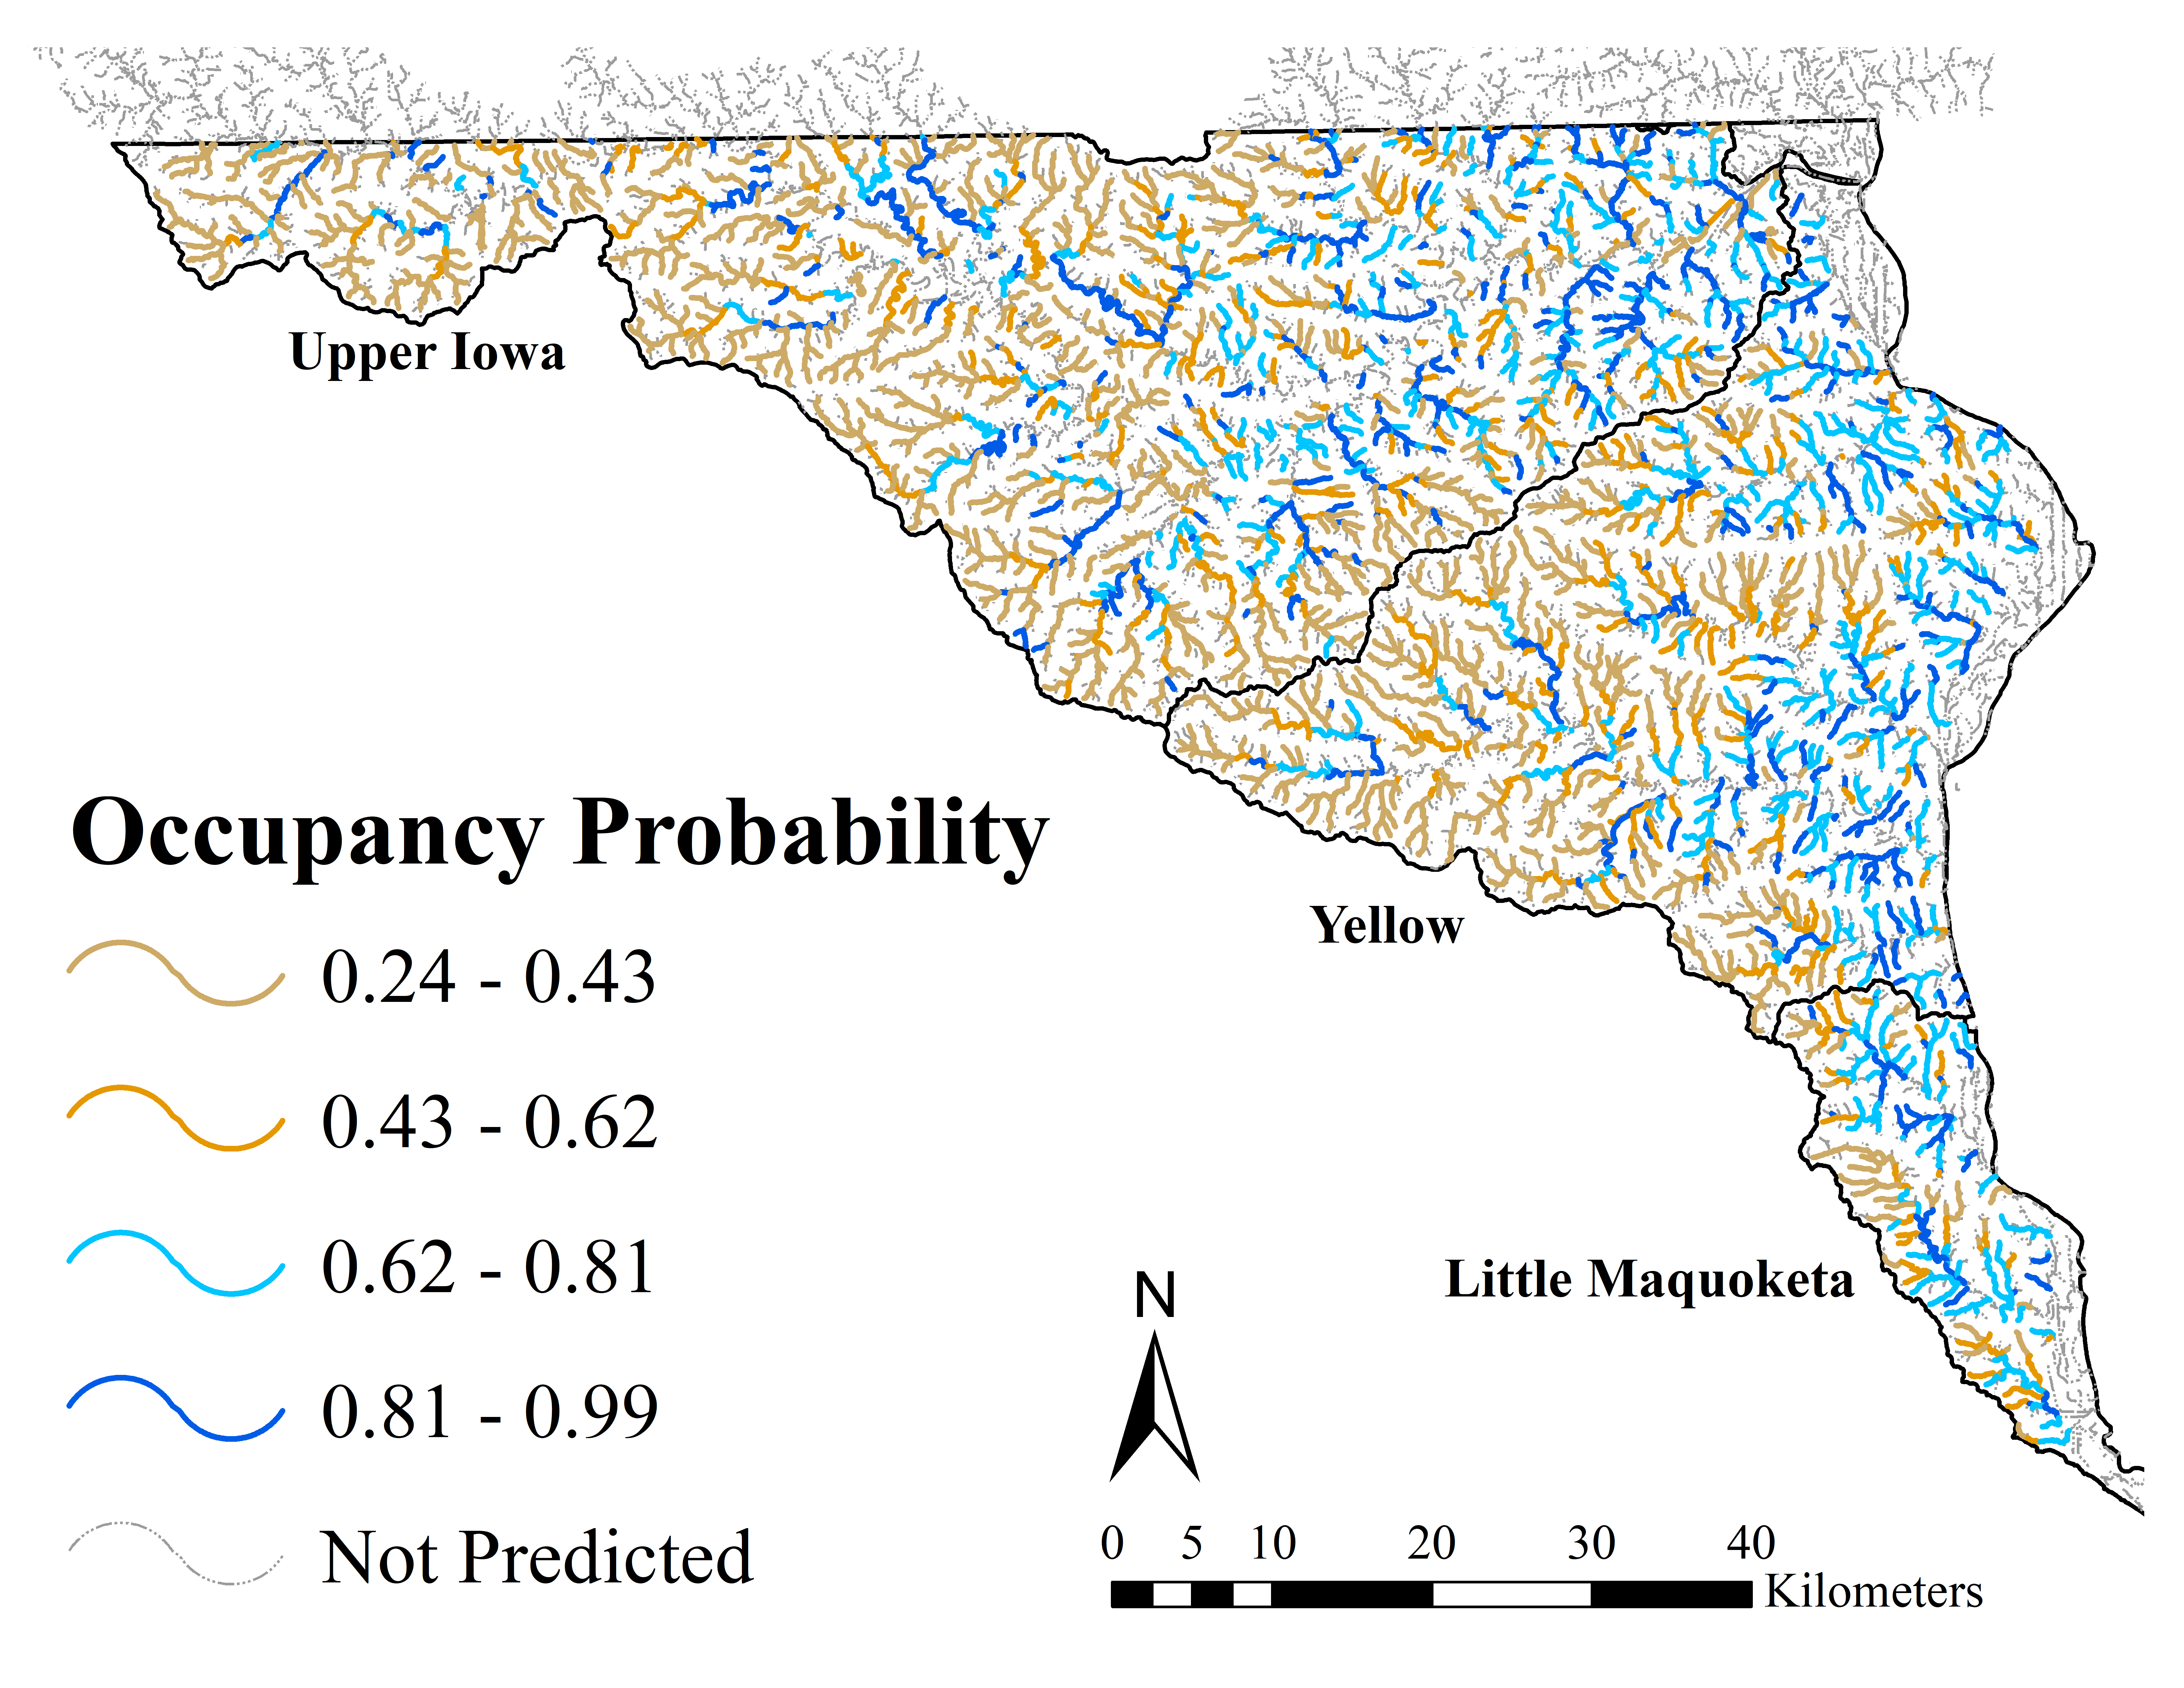 Upper Iowa
Occupancy Probability
0.24 - 0.43
0.43 - 0.62
0.62 - 0.81
0.81 - 0.99
Not Predicted
Yellow
Little Maquoketa
N
0 5 10 20 30 40
Kilometers